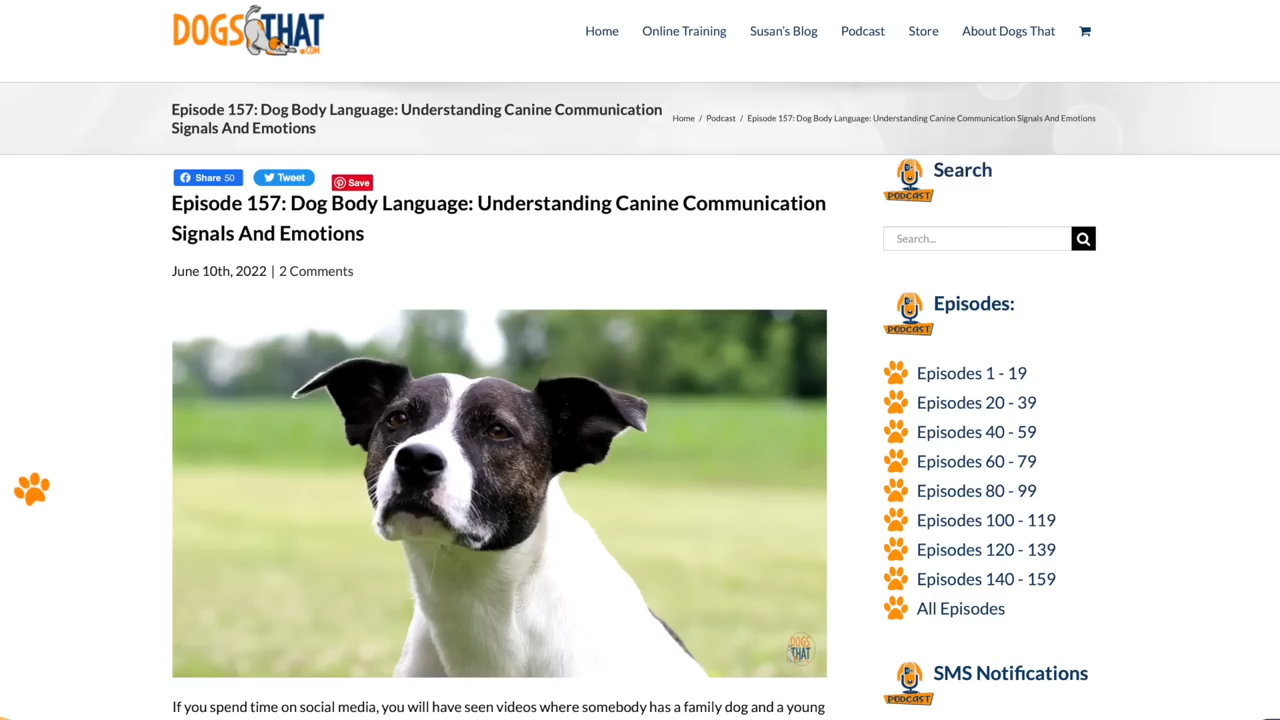 DOGSTHAT
.COM
Home
Online Training
Susan's Blog
Podcast
Store
About Dogs That
Episode 157: Dog Body Language: Understanding Canine Communication
Signals And Emotions
Home / Podcast / Episode 157: Dog Body Language: Understanding Canine Communication Signals And Emotions
Share 50
Tweet
Save
Episode 157: Dog Body Language: Understanding Canine Communication
Signals And Emotions
June 10th, 2022 | 2 Comments
DOGS
THAT
If you spend time on social media, you will have seen videos where somebody has a family dog and a young
PODCAST
Search
Search...
PODCAST
Episodes:
Episodes 1 - 19
Episodes 20 - 39
Episodes 40 - 59
Episodes 60 - 79
Episodes 80 - 99
Episodes 100 - 119
Episodes 120 - 139
Episodes 140 - 159
All Episodes
PODCAST
SMS Notifications